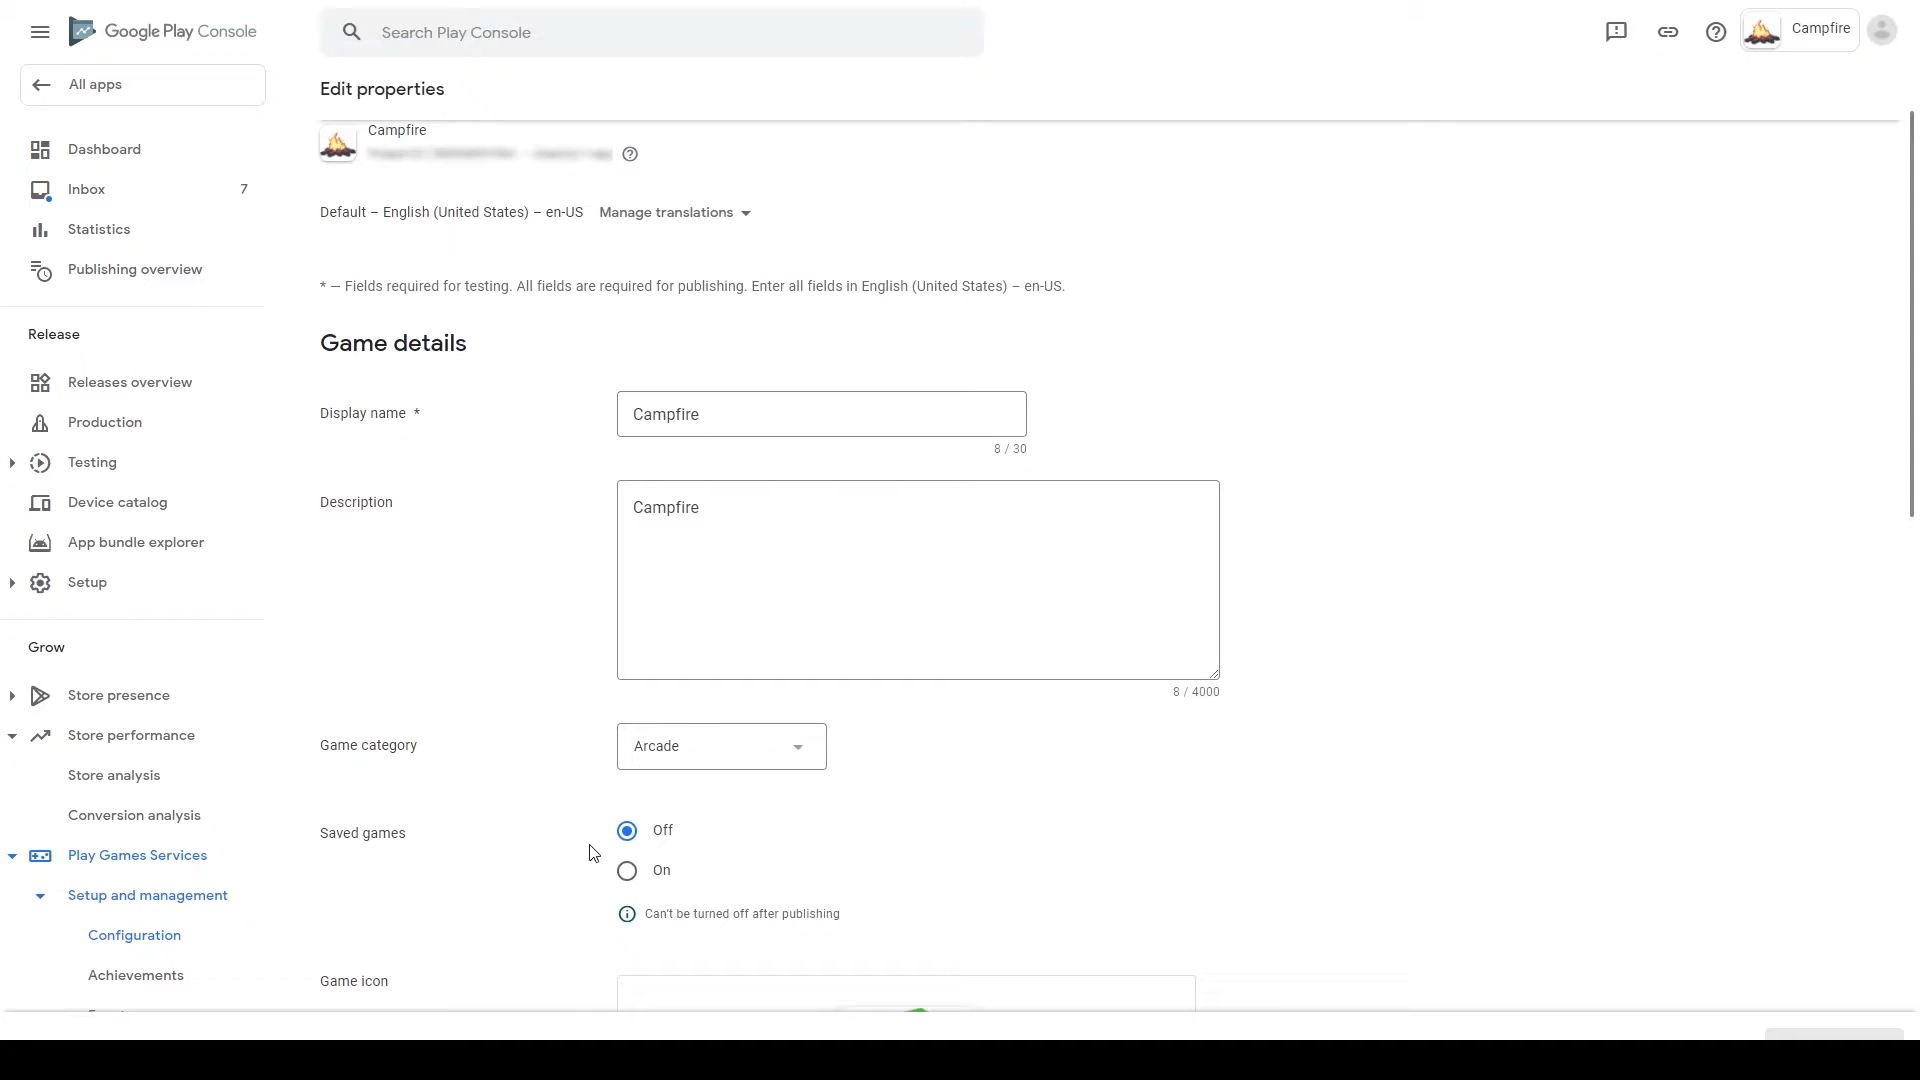 Google Play Console
Search Play Console
Campfire
All apps
Edit properties
Campfire
Dashboard
Inbox 7
Statistics
Publishing overview
Default – English (United States) – en-US Manage translations
* — Fields required for testing. All fields are required for publishing. Enter all fields in English (United States) – en-US.
Release
Releases overview
Production
Testing
Device catalog
App bundle explorer
Setup
Grow
Store presence
Store performance
Store analysis
Conversion analysis
Play Games Services
Setup and management
Configuration
Achievements
Game details
Display name *
Campfire
8 / 30
Description
Campfire
8 / 4000
Game category
Arcade
Saved games
Off
On
Can't be turned off after publishing
Game icon